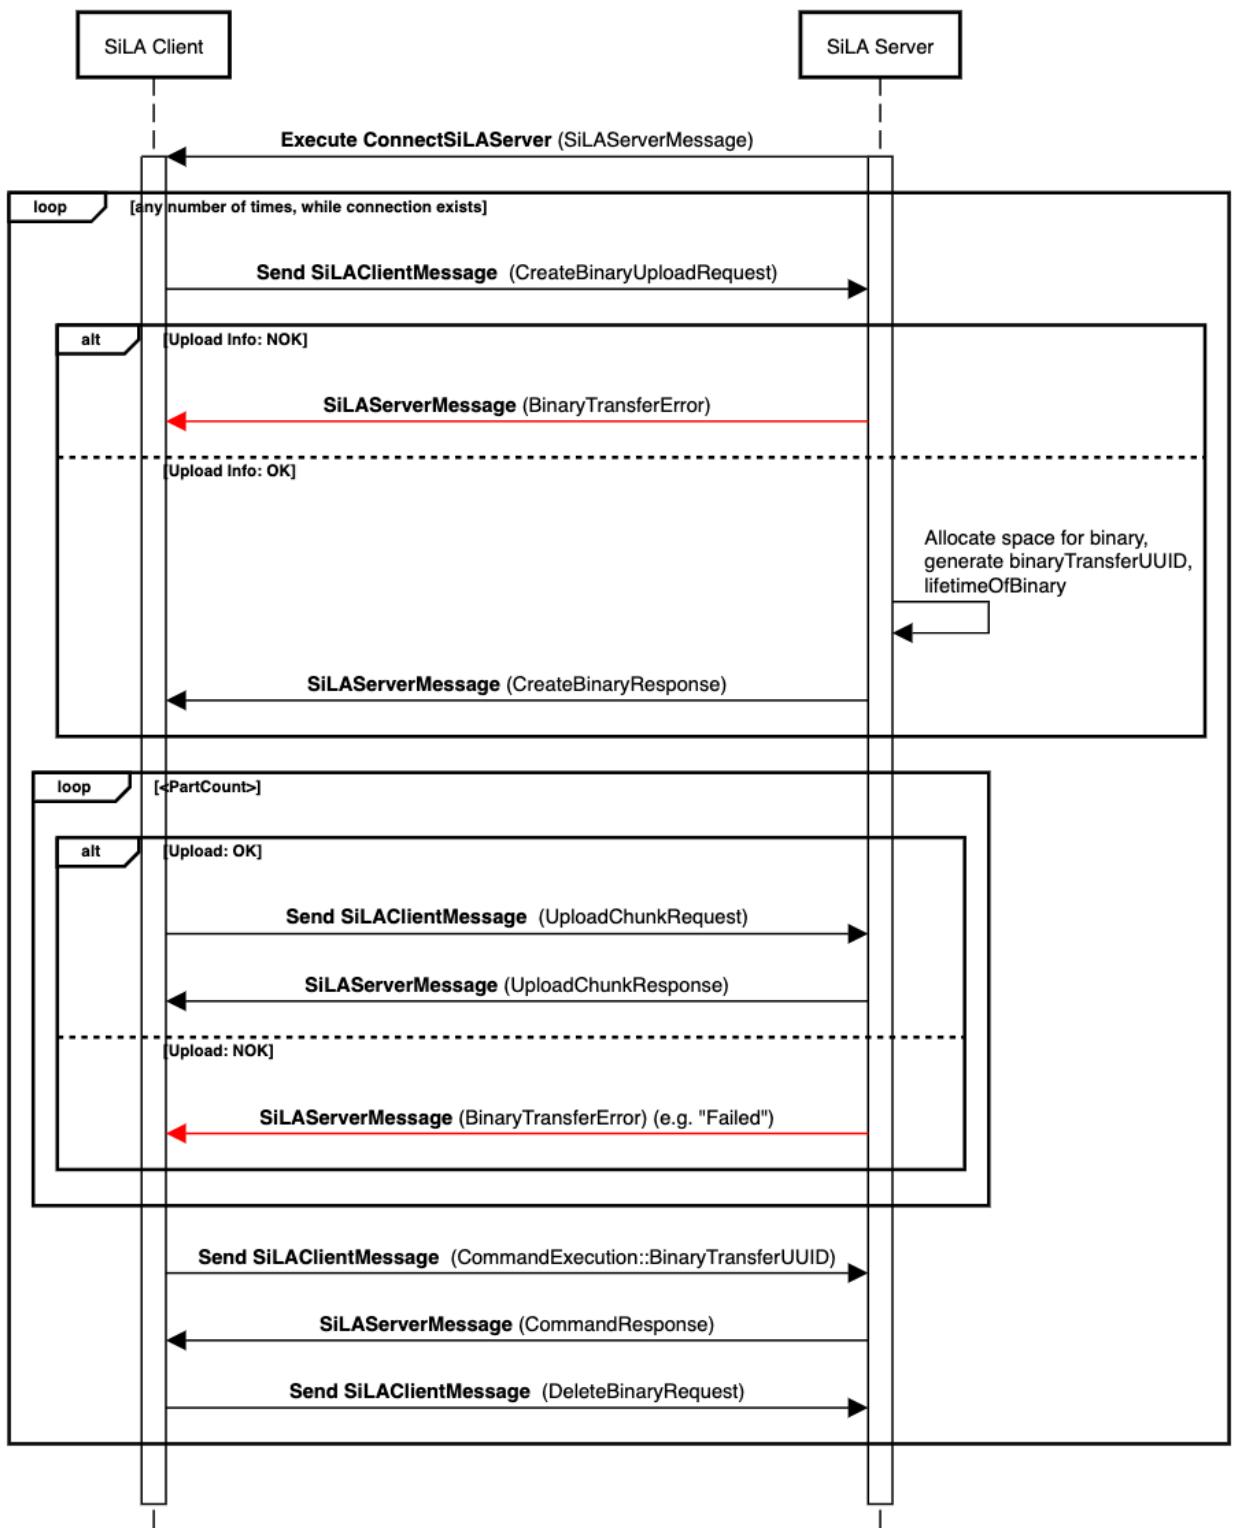 SiLA Client
SiLA Server
Execute ConnectSiLAServer (SiLAServerMessage)
loop
[any number of times, while connection exists]
Send SiLAClientMessage (CreateBinaryUploadRequest)
alt
[Upload Info: NOK]
SiLAServerMessage (BinaryTransferError)
[Upload Info: OK]
Allocate space for binary,
generate binaryTransferUUID,
lifetimeOfBinary
SiLAServerMessage (CreateBinaryResponse)
loop
[<PartCount>]
alt
[Upload: OK]
Send SiLAClientMessage (UploadChunkRequest)
SiLAServerMessage (UploadChunkResponse)
[Upload: NOK]
SiLAServerMessage (BinaryTransferError) (e.g. "Failed")
Send SiLAClientMessage (CommandExecution::BinaryTransferUUID)
SiLAServerMessage (CommandResponse)
Send SiLAClientMessage (DeleteBinaryRequest)